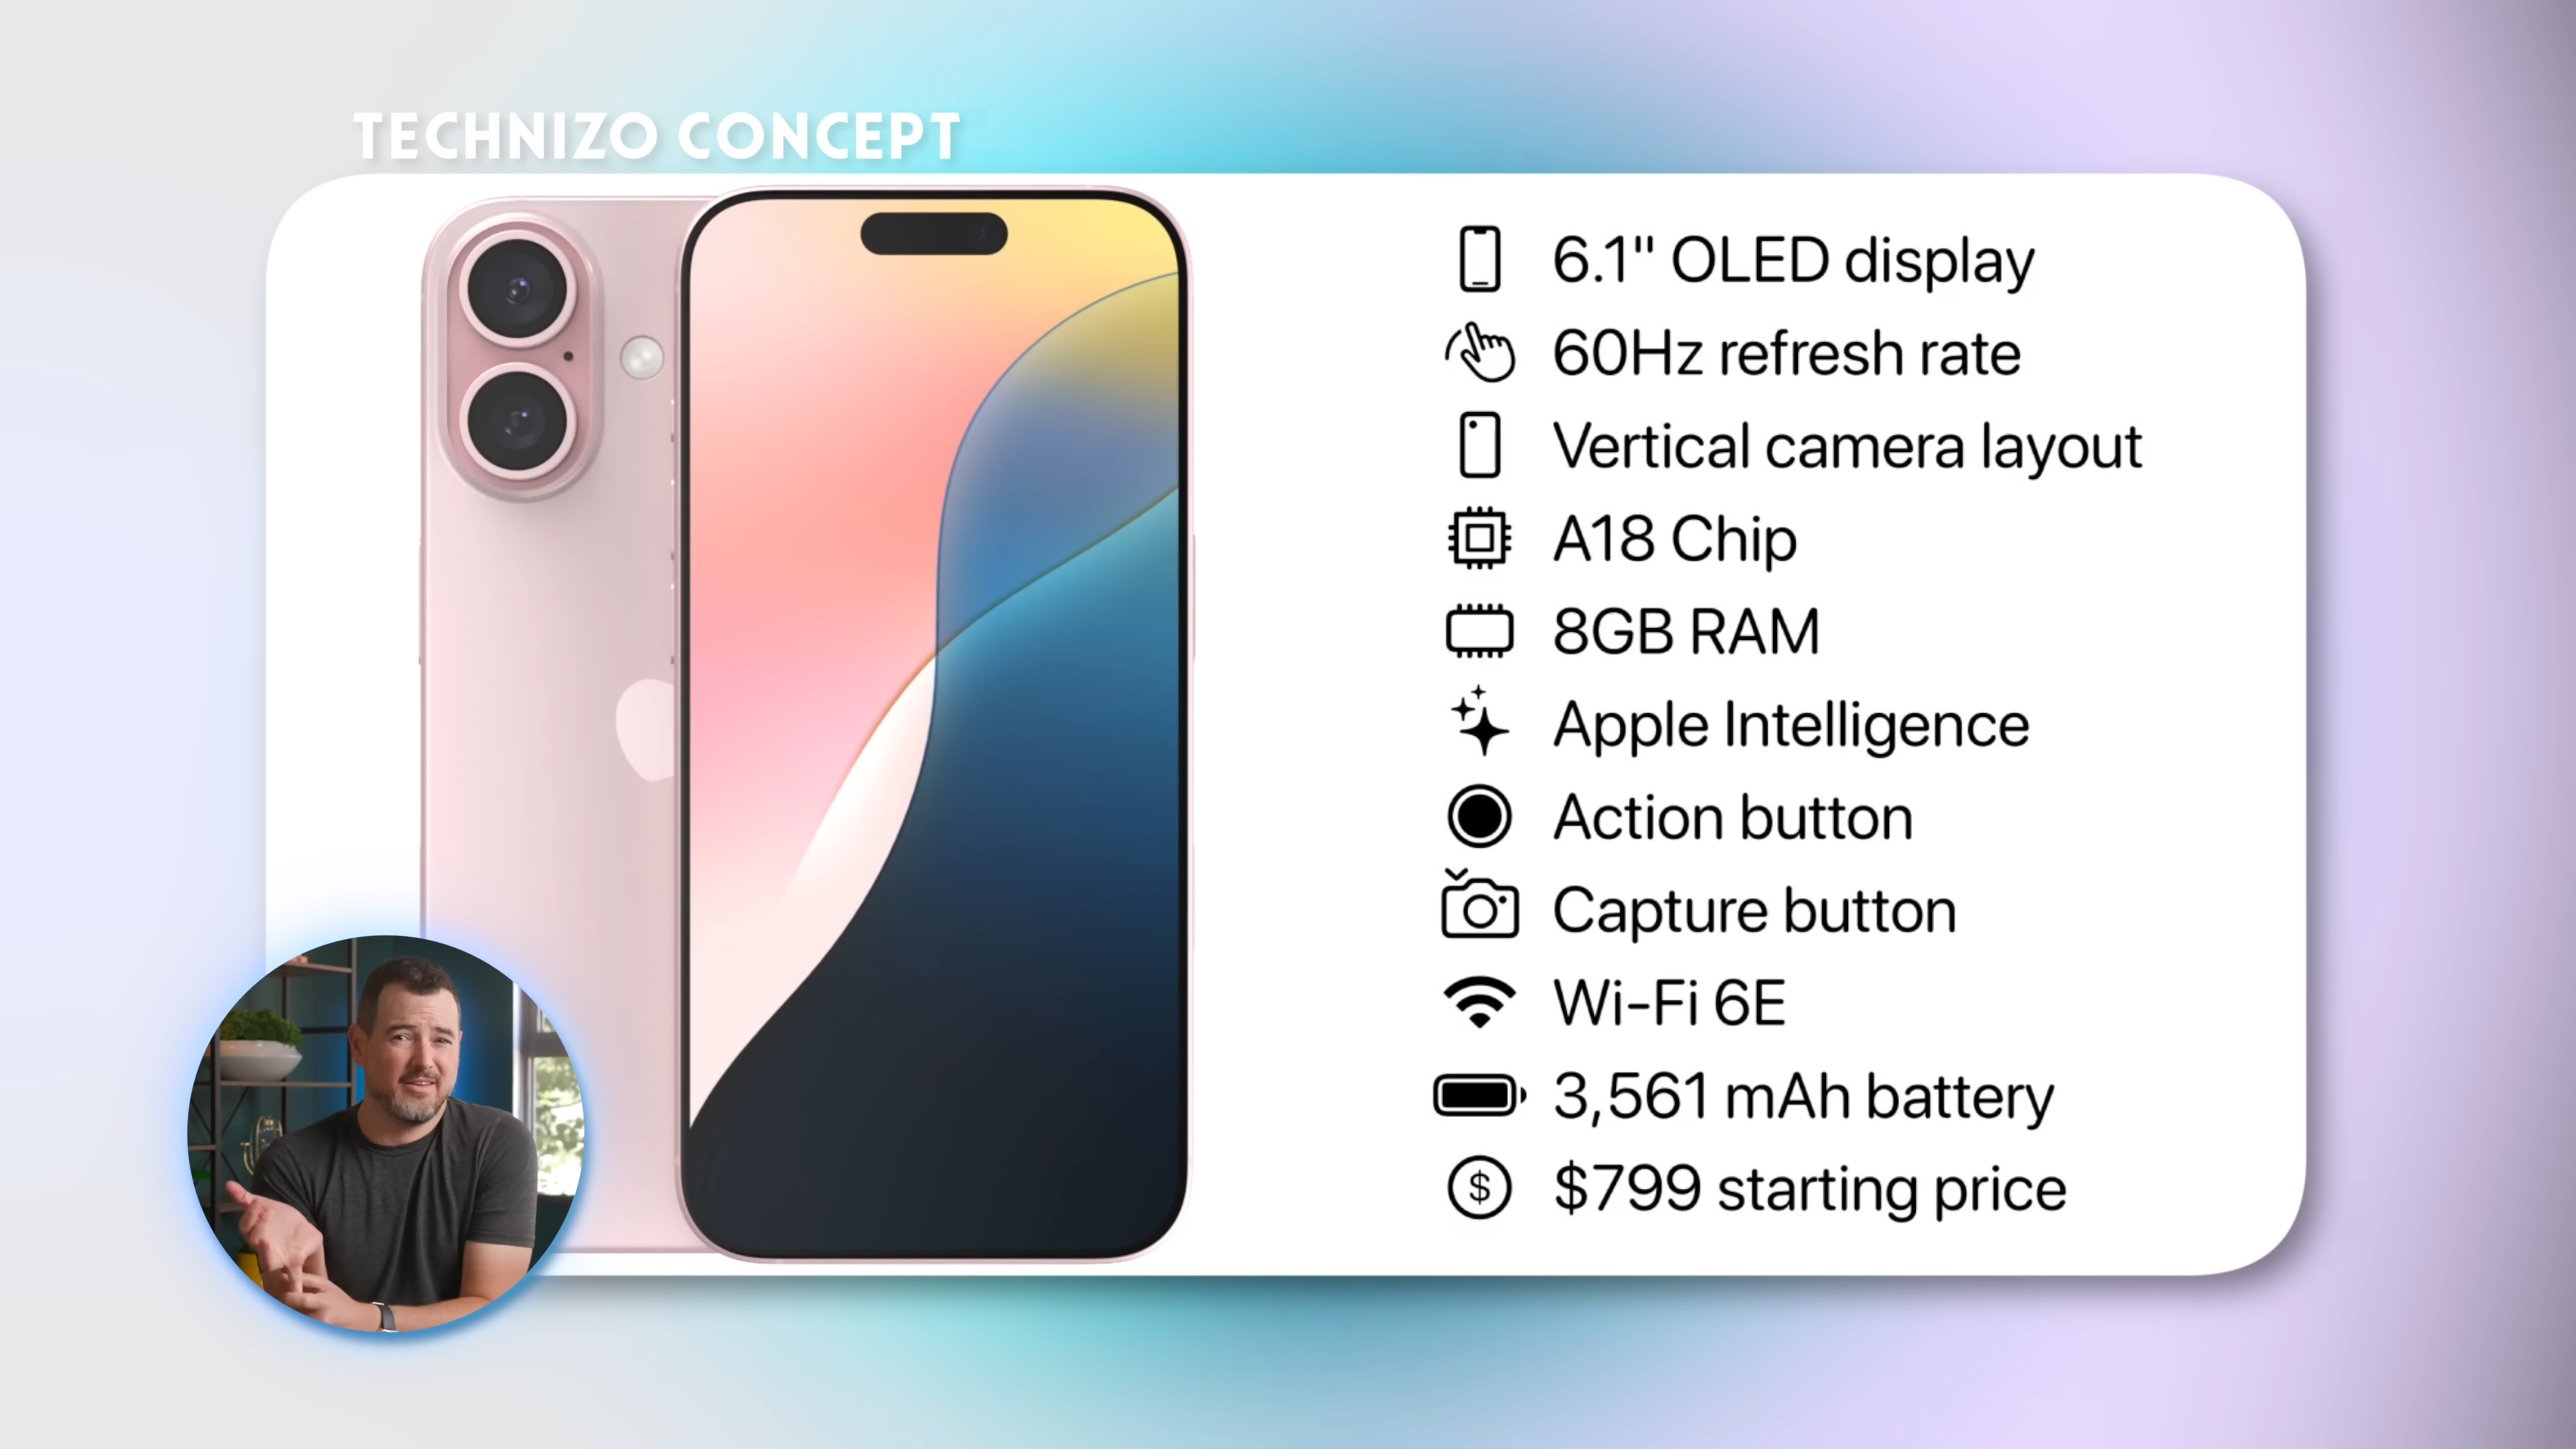 TECHNIZO CONCEPT
6.1" OLED display
60Hz refresh rate
Vertical camera layout
A18 Chip
8GB RAM
Apple Intelligence
Action button
Capture button
Wi-Fi 6E
3,561 mAh battery
$ $799 starting price